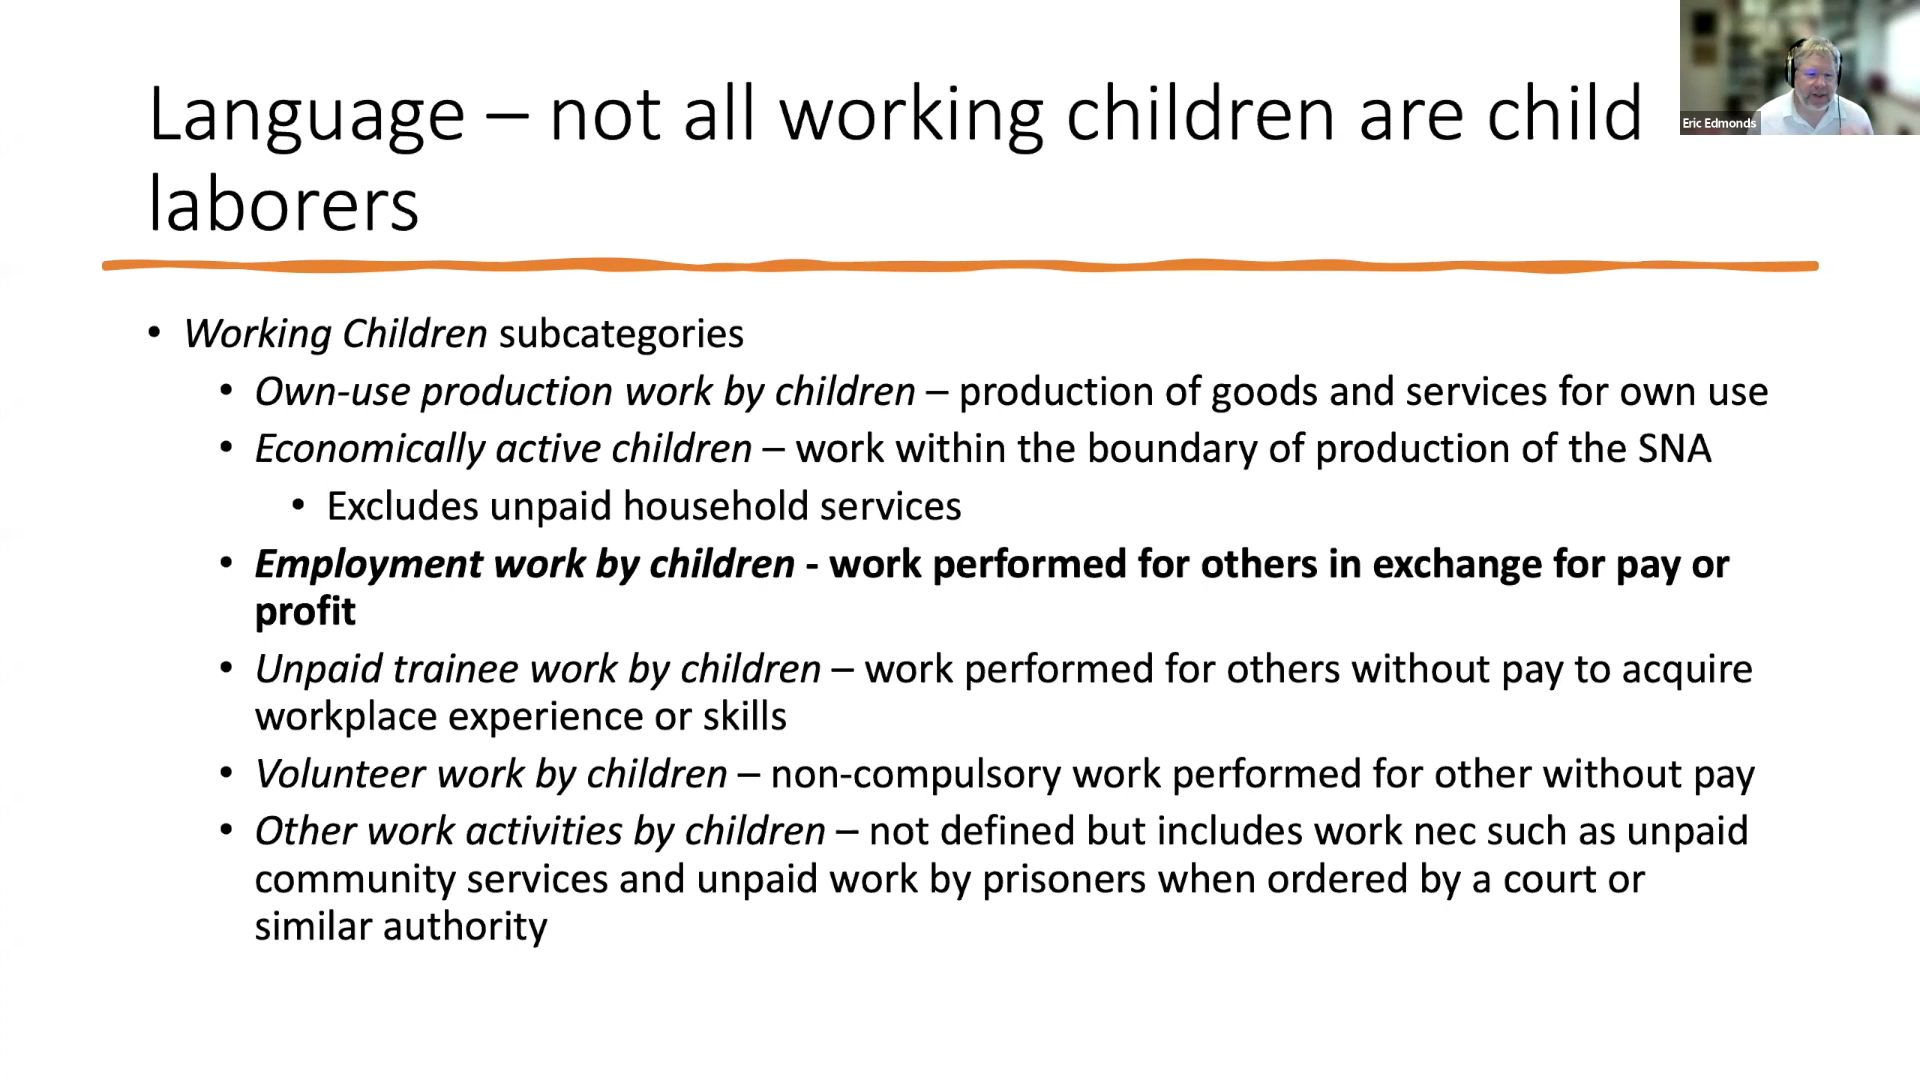 Language – not all working children are child
laborers
Eric Edmonds
• Working Children subcategories
• Own-use production work by children – production of goods and services for own use
• Economically active children – work within the boundary of production of the SNA
• Excludes unpaid household services
• Employment work by children - work performed for others in exchange for pay or
profit
• Unpaid trainee work by children – work performed for others without pay to acquire
workplace experience or skills
• Volunteer work by children – non-compulsory work performed for other without pay
• Other work activities by children – not defined but includes work nec such as unpaid
community services and unpaid work by prisoners when ordered by a court or
similar authority